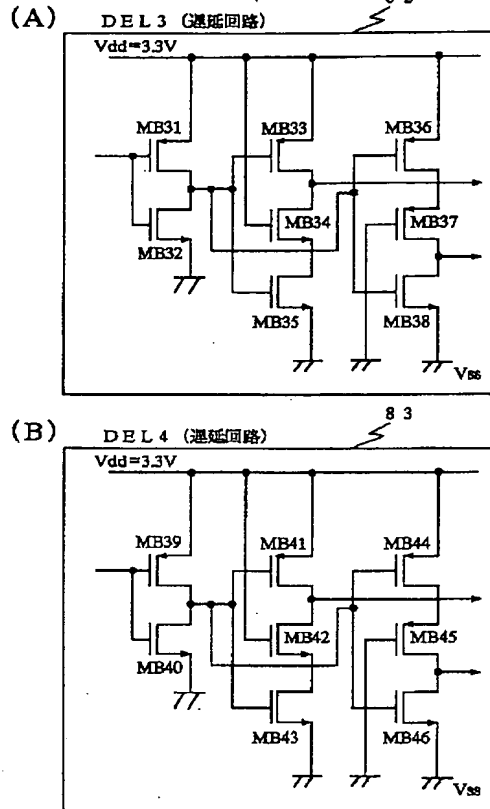 (A)
DEL3 (遅延回路)
Vdd=3.3V
MB31
MB33
MB36
MB34
MB37
MB32
MB35
MB38
Vss
(B)
DEL4 (遅延回路)
83
Vdd=3.3V
MB39
MB41
MB44
MB42
MB45
MB40
MB43
MB46
Vss